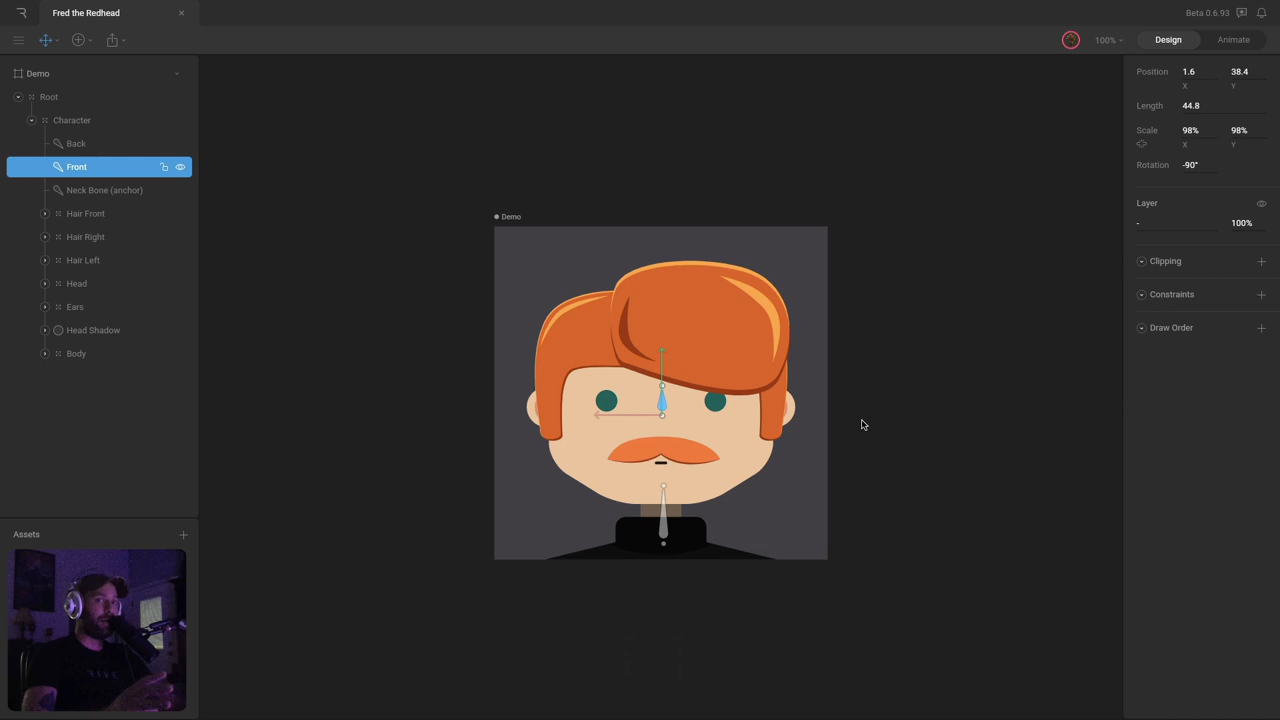 Fred the Redhead
Beta 0.6.93
100%
Design
Animate
Demo
Root
Character
Back
Front
Neck Bone (anchor)
Hair Front
Hair Right
Hair Left
Head
Ears
Head Shadow
Body
Assets
Demo
Position 1.6 38.4
X Y
Length 44.8
Scale 98% 98%
X Y
Rotation -90°
Layer
- 100%
Clipping
Constraints
Draw Order